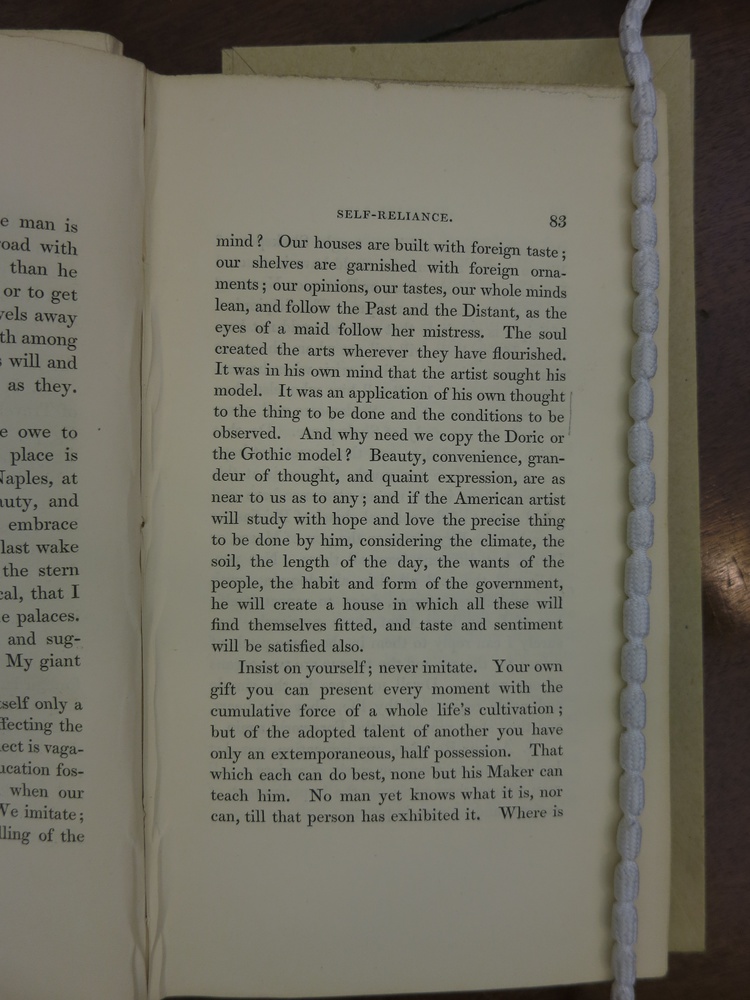 e man is
road with
than he
or to get
vels away
th among
s will and
as they.
e owe to
place is
Naples, at
auty, and
embrace
last wake
the stern
cal, that I
e palaces.
and sug-
My giant
tself only a
ffecting the
lect is vaga-
ucation fos-
when our
We imitate;
lling of the
SELF-RELIANCE. 83
mind? Our houses are built with foreign taste;
our shelves are garnished with foreign orna-
ments; our opinions, our tastes, our whole minds
lean, and follow the Past and the Distant, as the
eyes of a maid follow her mistress. The soul
created the arts wherever they have flourished.
It was in his own mind that the artist sought his
model. It was an application of his own thought
to the thing to be done and the conditions to be
observed. And why need we copy the Doric or
the Gothic model? Beauty, convenience, gran-
deur of thought, and quaint expression, are as
near to us as to any; and if the American artist
will study with hope and love the precise thing
to be done by him, considering the climate, the
soil, the length of the day, the wants of the
people, the habit and form of the government,
he will create a house in which all these will
find themselves fitted, and taste and sentiment
will be satisfied also.
Insist on yourself; never imitate. Your own
gift you can present every moment with the
cumulative force of a whole life's cultivation;
but of the adopted talent of another you have
only an extemporaneous, half possession. That
which each can do best, none but his Maker can
teach him. No man yet knows what it is, nor
can, till that person has exhibited it. Where is